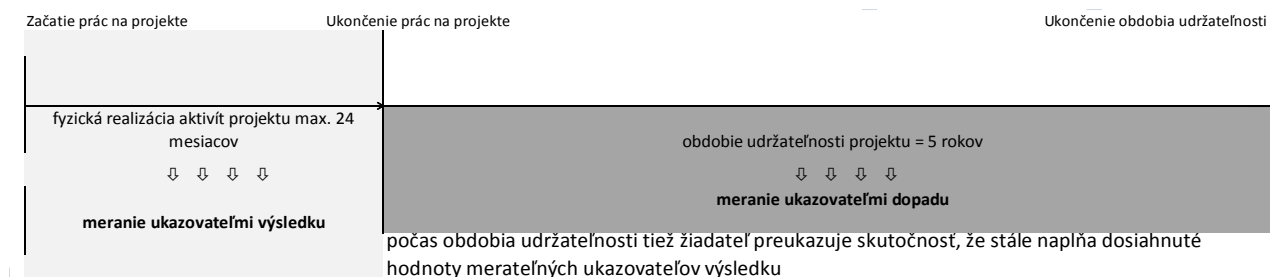 Začatie prác na projekte
Ukončenie prác na projekte
Ukončenie obdobia udržateľnosti
fyzická realizácia aktivít projektu max. 24
mesiacov
⇩ ⇩ ⇩ ⇩
meranie ukazovateľmi výsledku
obdobie udržateľnosti projektu = 5 rokov
⇩ ⇩ ⇩ ⇩
meranie ukazovateľmi dopadu
počas obdobia udržateľnosti tiež žiadateľ preukazuje skutočnosť, že stále naplňa dosiahnuté
hodnoty merateľných ukazovateľov výsledku